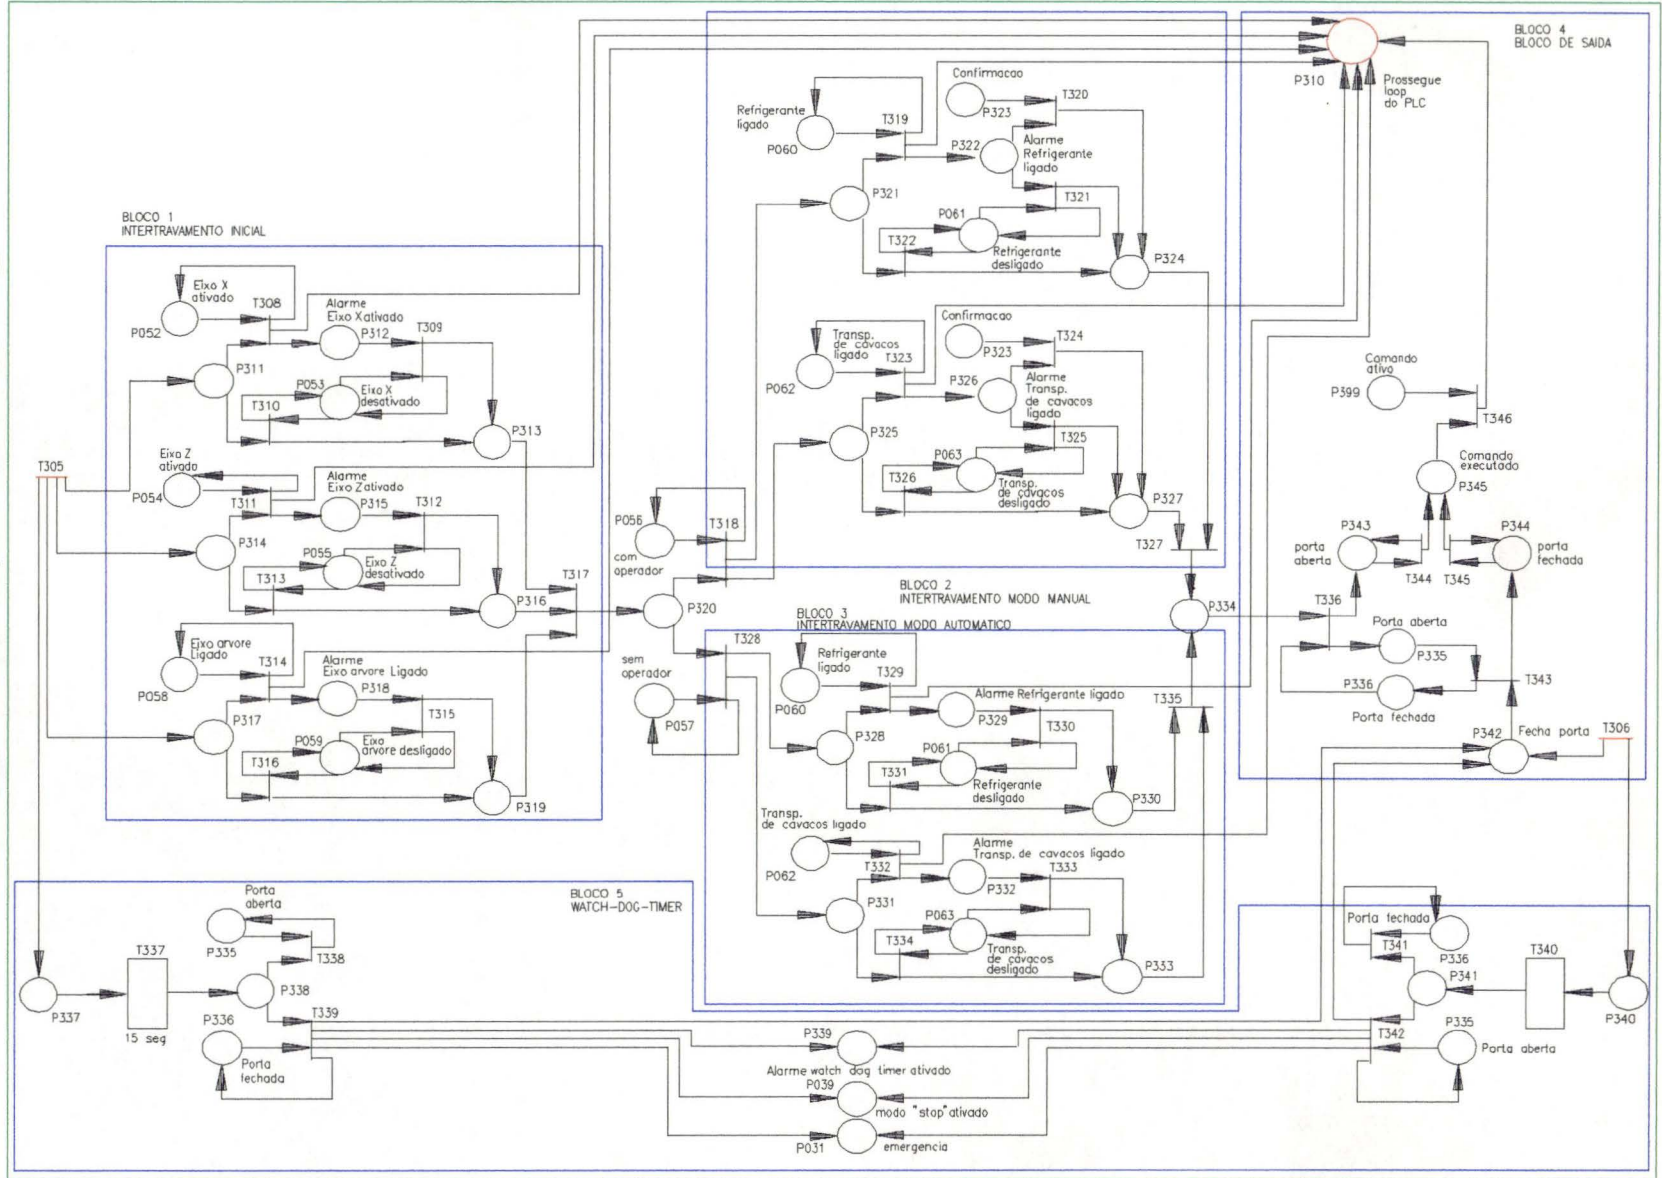 BLOCO 4
BLOCO DE SAIDA
P310
Prossegue
loop
do PLC
Confirmacao
P323
T320
Refrigerante
ligado
T319
P060
P322
Alarme
Refrigerante
ligado
P321
T321
P061
T322
Refrigerante
desligado
P324
BLOCO 1
INTERTRAVAMENTO INICIAL
Eixo X
ativado
T308
P052
Alarme
Eixo Xativado
P312
T309
P311
P053
Eixo X
desativado
T310
P313
Eixo Z
ativado
T305
P054
T311
Alarme
Eixo Zativado
P315
T312
P314
P055
Eixo Z
desativado
T313
T317
P316
Eixo arvore
Ligado
T314
P058
Alarme
Eixo arvore Ligado
P318
T315
P317
P059
Eixo
arvore desligado
T316
P319
Transp.
de cavacos
ligado
T323
P062
Confirmacao
P323
T324
P326
Alarme
Transp.
de cavacos
ligado
P325
T325
P063
T326
Transp.
de cavacos
desligado
P327
T327
P056
com
operador
T318
P320
sem
operador
P057
T328
BLOCO 2
INTERTRAVAMENTO MODO MANUAL
P334
BLOCO 3
INTERTRAVAMENTO MODO AUTOMATICO
Refrigerante
ligado
T329
P060
Alarme Refrigerante ligado
P329
T330
T335
P328
P061
T331
Refrigerante
desligado
P330
Transp.
de cavacos ligado
T332
P062
Alarme
Transp. de cavacos ligado
P332
T333
P331
P063
T334
Transp.
de cavacos
desligado
P333
Comando
ativo
P399
T346
Comando
executado
P345
P343
porta
aberta
T344
T345
P344
porta
fechada
T336
Porta aberta
P335
P336
Porta fechada
T343
P342
Fecha porta
T306
BLOCO 5
WATCH-DOG-TIMER
Porta
aberta
P335
T338
T337
15 seg
P337
P338
P336
T339
Porta
fechada
P339
Alarme watch dog timer ativado
P039
modo "stop" ativado
P031
emergencia
Porta fechada
T341
P336
T340
P341
P340
T342
P335
Porta aberta